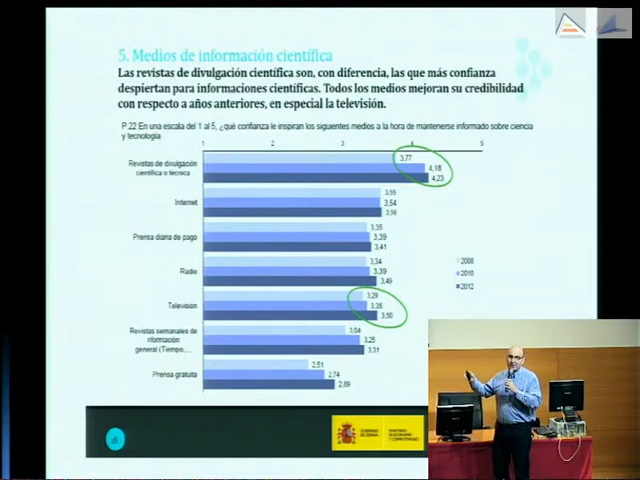 5. Medios de información científica
Las revistas de divulgación científica son, con diferencia, las que más confianza
despiertan para informaciones científicas. Todos los medios mejoran su credibilidad
con respecto a años anteriores, en especial la televisión.
P.22 En una escala del 1 al 5, ¿qué confianza le inspiran los siguientes medios a la hora de mantenerse informado sobre ciencia
y tecnología
1 2 3 4 5
Revistas de divulgación
científica o técnica
3,77
4,18
4,23
Internet
3,55
3,54
3,56
Prensa diaria de pago
3,35
3,39
3,41
Radio
3,34
3,39
3,49
Televisión
3,29
3,35
3,50
Revistas semanales de
información
general (Tiempo,...
3,04
3,25
3,31
Prensa gratuita
2,51
2,74
2,89
2008
2010
2012
GOBIERNO
DE ESPAÑA
MINISTERIO
DE ECONOMÍA
Y COMPETITIVIDAD